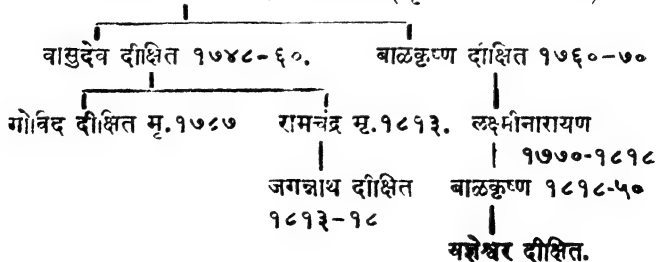 वासुदेव दीक्षित १७४८-६०. बाळकृष्ण दीक्षित १७६०-७०
गोविंद दीक्षित मृ.१७८७ रामचंद्र मृ.१८१३. लक्ष्मीनारायण
१७७०-१८१८
जगन्नाथ दीक्षित बाळकृष्ण १८१८-५०
१८१३-१८
यज्ञेश्वर दीक्षित.